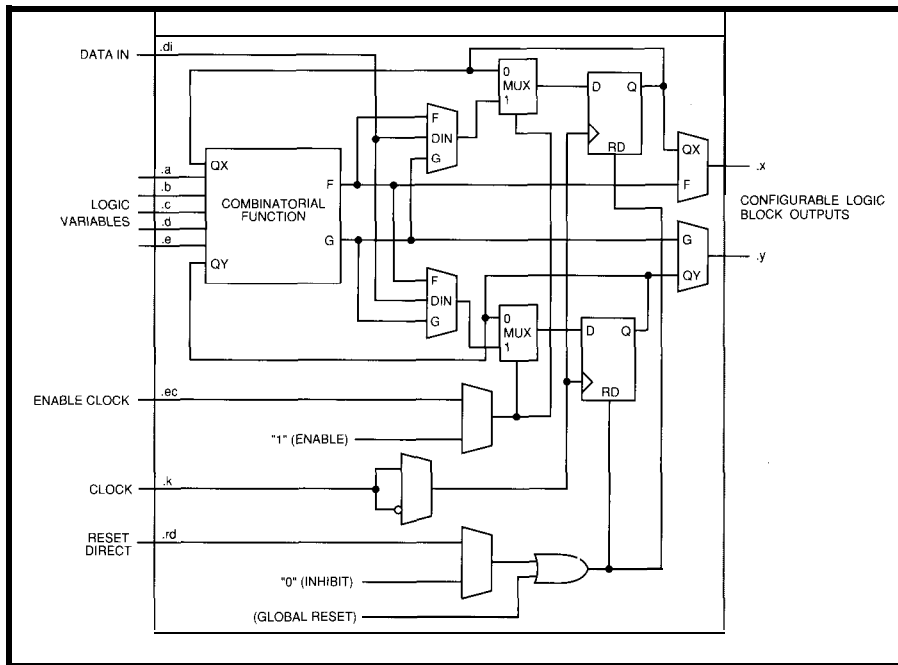 DATA IN
.di
0
MUX
1
D
Q
RD
F
DIN
G
QX
F
.x
QX
.a
.b
LOGIC
.c
VARIABLES
.d
.e
QY
COMBINATORIAL
FUNCTION
F
G
CONFIGURABLE LOGIC
BLOCK OUTPUTS
G
QY
.y
F
DIN
G
0
MUX
1
D
Q
RD
ENABLE CLOCK
.ec
"1" (ENABLE)
CLOCK
.k
RESET
DIRECT
.rd
"0" (INHIBIT)
(GLOBAL RESET)